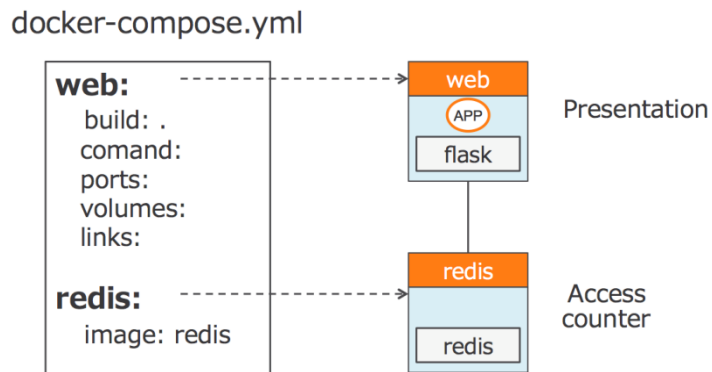 docker-compose.yml
web:
build: .
comand:
ports:
volumes:
links:
redis:
image: redis
web
APP
flask
Presentation
redis
redis
Access
counter